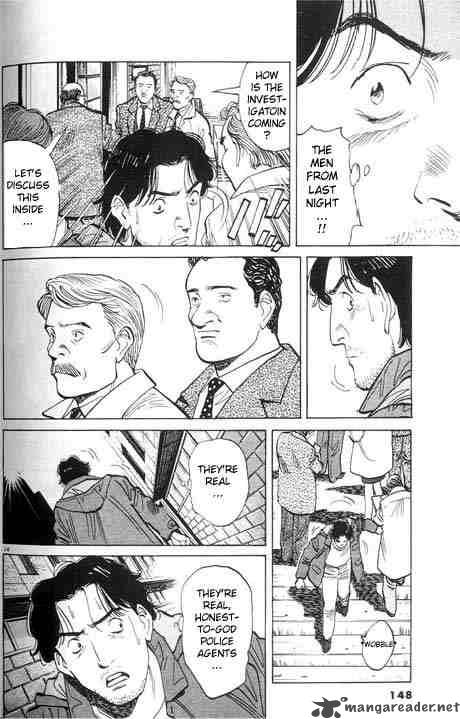 THE
MEN
FROM
LAST
NIGHT
...
!!
HOW
IS THE
INVEST-
IGATOIN
COMING
?
LET'S
DISCUSS
THIS
INSIDE
...
THEY'RE
REAL
...
WOBBLE
THEY'RE
REAL,
HONEST-
TO-GOD
POLICE
AGENTS
...
148
FreeManga
mangareader.net